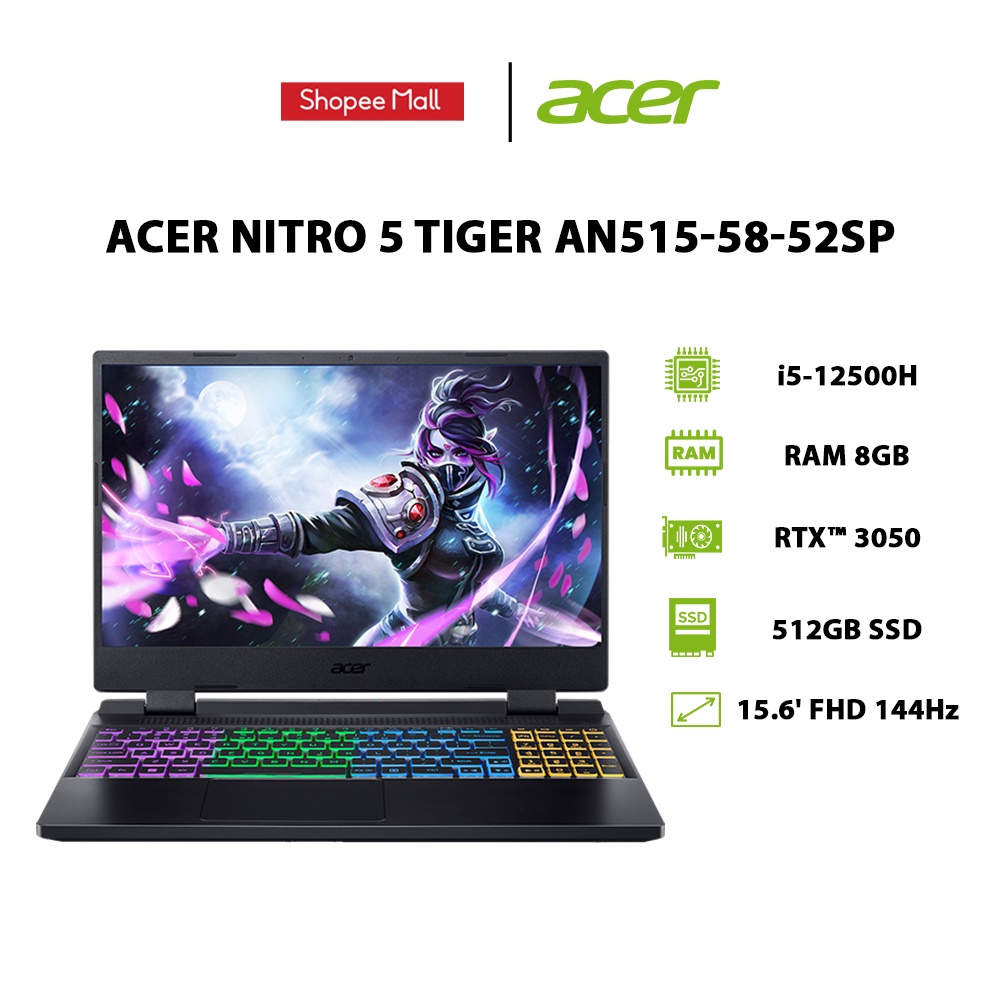 Shopee Mall
acer
ACER NITRO 5 TIGER AN515-58-52SP
i5-12500H
RAM
RAM 8GB
RTX™ 3050
SSD
512GB SSD
15.6' FHD 144Hz
acer